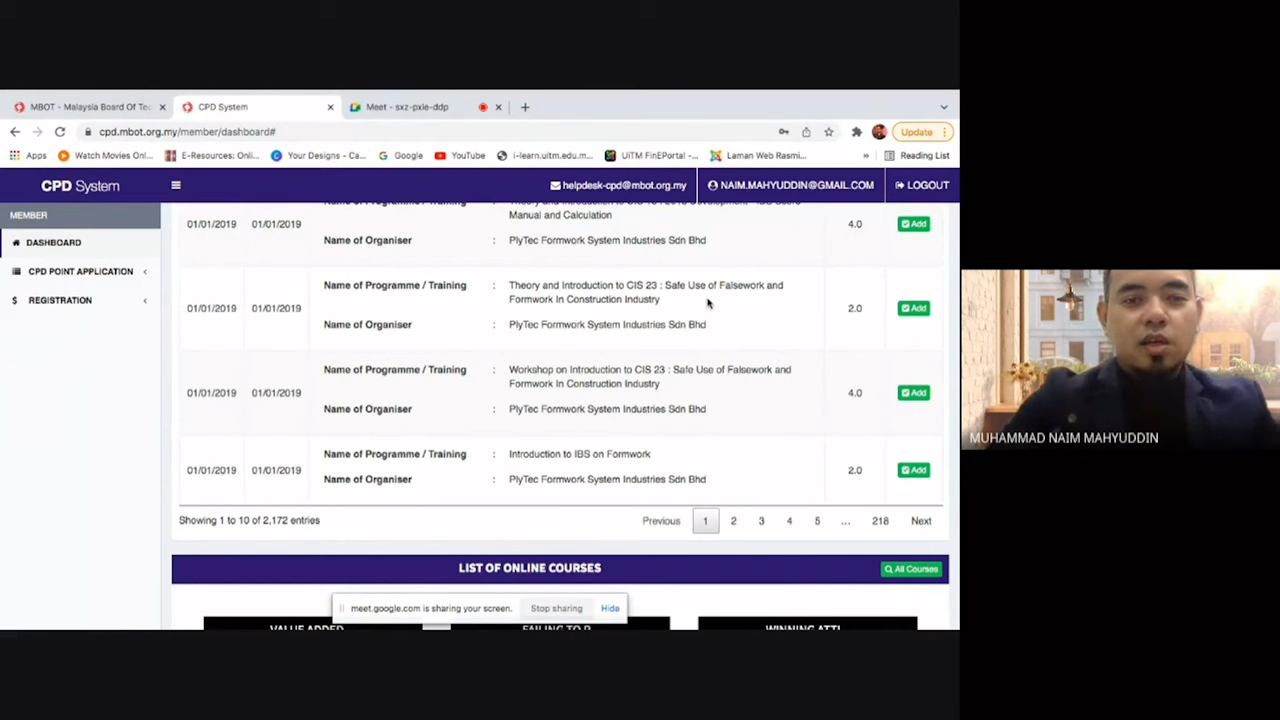 MBOT - Malaysia Board Of Tec
CPD System
Meet - sxz-pxie-ddp
cpd.mbot.org.my/member/dashboard#
Update
Apps
Watch Movies Onl...
E-Resources: Onli...
Your Designs - Ca...
Google
YouTube
i-learn.uitm.edu.m...
UiTM FinEPortal -...
Laman Web Rasmi...
»
Reading List
CPD System
helpdesk-cpd@mbot.org.my
NAIM.MAHYUDDIN@GMAIL.COM
LOGOUT
MEMBER
DASHBOARD
CPD POINT APPLICATION
REGISTRATION
Manual and Calculation
01/01/2019 01/01/2019 4.0 Add
Name of Organiser : PlyTec Formwork System Industries Sdn Bhd
Name of Programme / Training : Theory and Introduction to CIS 23 : Safe Use of Falsework and
Formwork In Construction Industry
01/01/2019 01/01/2019 2.0 Add
Name of Organiser : PlyTec Formwork System Industries Sdn Bhd
Name of Programme / Training : Workshop on Introduction to CIS 23 : Safe Use of Falsework and
Formwork In Construction Industry
01/01/2019 01/01/2019 4.0 Add
Name of Organiser : PlyTec Formwork System Industries Sdn Bhd
Name of Programme / Training : Introduction to IBS on Formwork
01/01/2019 01/01/2019 2.0 Add
Name of Organiser : PlyTec Formwork System Industries Sdn Bhd
Showing 1 to 10 of 2,172 entries
Previous 1 2 3 4 5 ... 218 Next
LIST OF ONLINE COURSES
All Courses
meet.google.com is sharing your screen.
Stop sharing
Hide
MUHAMMAD NAIM MAHYUDDIN